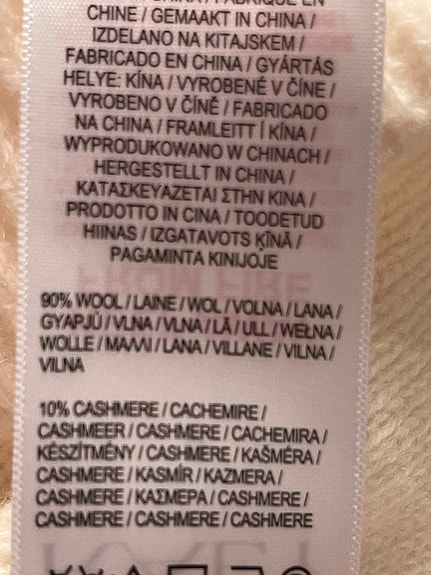 CHINE / GEMAAKT IN CHINA /
IZDELANO NA KITAJSKEM /
FABRICADO EN CHINA / GYÁRTÁS
HELYE: KÍNA / VYROBENÉ V ČÍNE /
VYROBENO V ČÍNĚ / FABRICADO
NA CHINA / FRAMLEITT Í KÍNA /
WYPRODUKOWANO W CHINACH /
HERGESTELLT IN CHINA /
ΚΑΤΑΣΚΕΥΑΖΕΤΑΙ ΣΤΗΝ ΚΙΝΑ /
PRODOTTO IN CINA / TOODETUD
HIINAS / IZGATAVOTS ĶĪNĀ /
PAGAMINTA KINIJOJE
90% WOOL / LAINE / WOL / VOLNA / LANA /
GYAPJÚ / VLNA / VLNA / LÃ / ULL / WEŁNA /
WOLLE / ΜΑΛΛΙ / LANA / VILLANE / VILNA /
VILNA
10% CASHMERE / CACHEMIRE /
CASHMEER / CASHMERE / CACHEMIRA /
KÉSZÍTMÉNY / CASHMERE / KAŠMÉRA /
CASHMERE / KASMÍR / KAZMERA /
CASHMERE / ΚΑΣΜΕΡΑ / CASHMERE /
CASHMERE / CASHMERE / CASHMERE